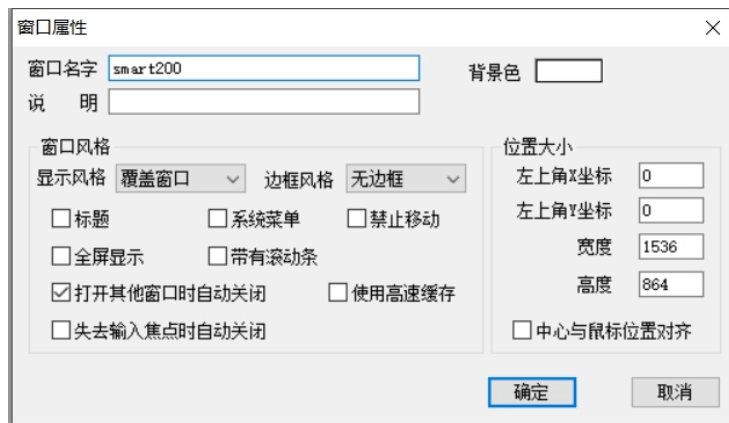 窗口属性
窗口名字 smart200 背景色
说 明
窗口风格 位置大小
显示风格 覆盖窗口 边框风格 无边框 左上角X坐标 0
左上角Y坐标 0
标题 系统菜单 禁止移动
宽度 1536
全屏显示 带有滚动条
高度 864
打开其他窗口时自动关闭 使用高速缓存
失去输入焦点时自动关闭 中心与鼠标位置对齐
确定 取消